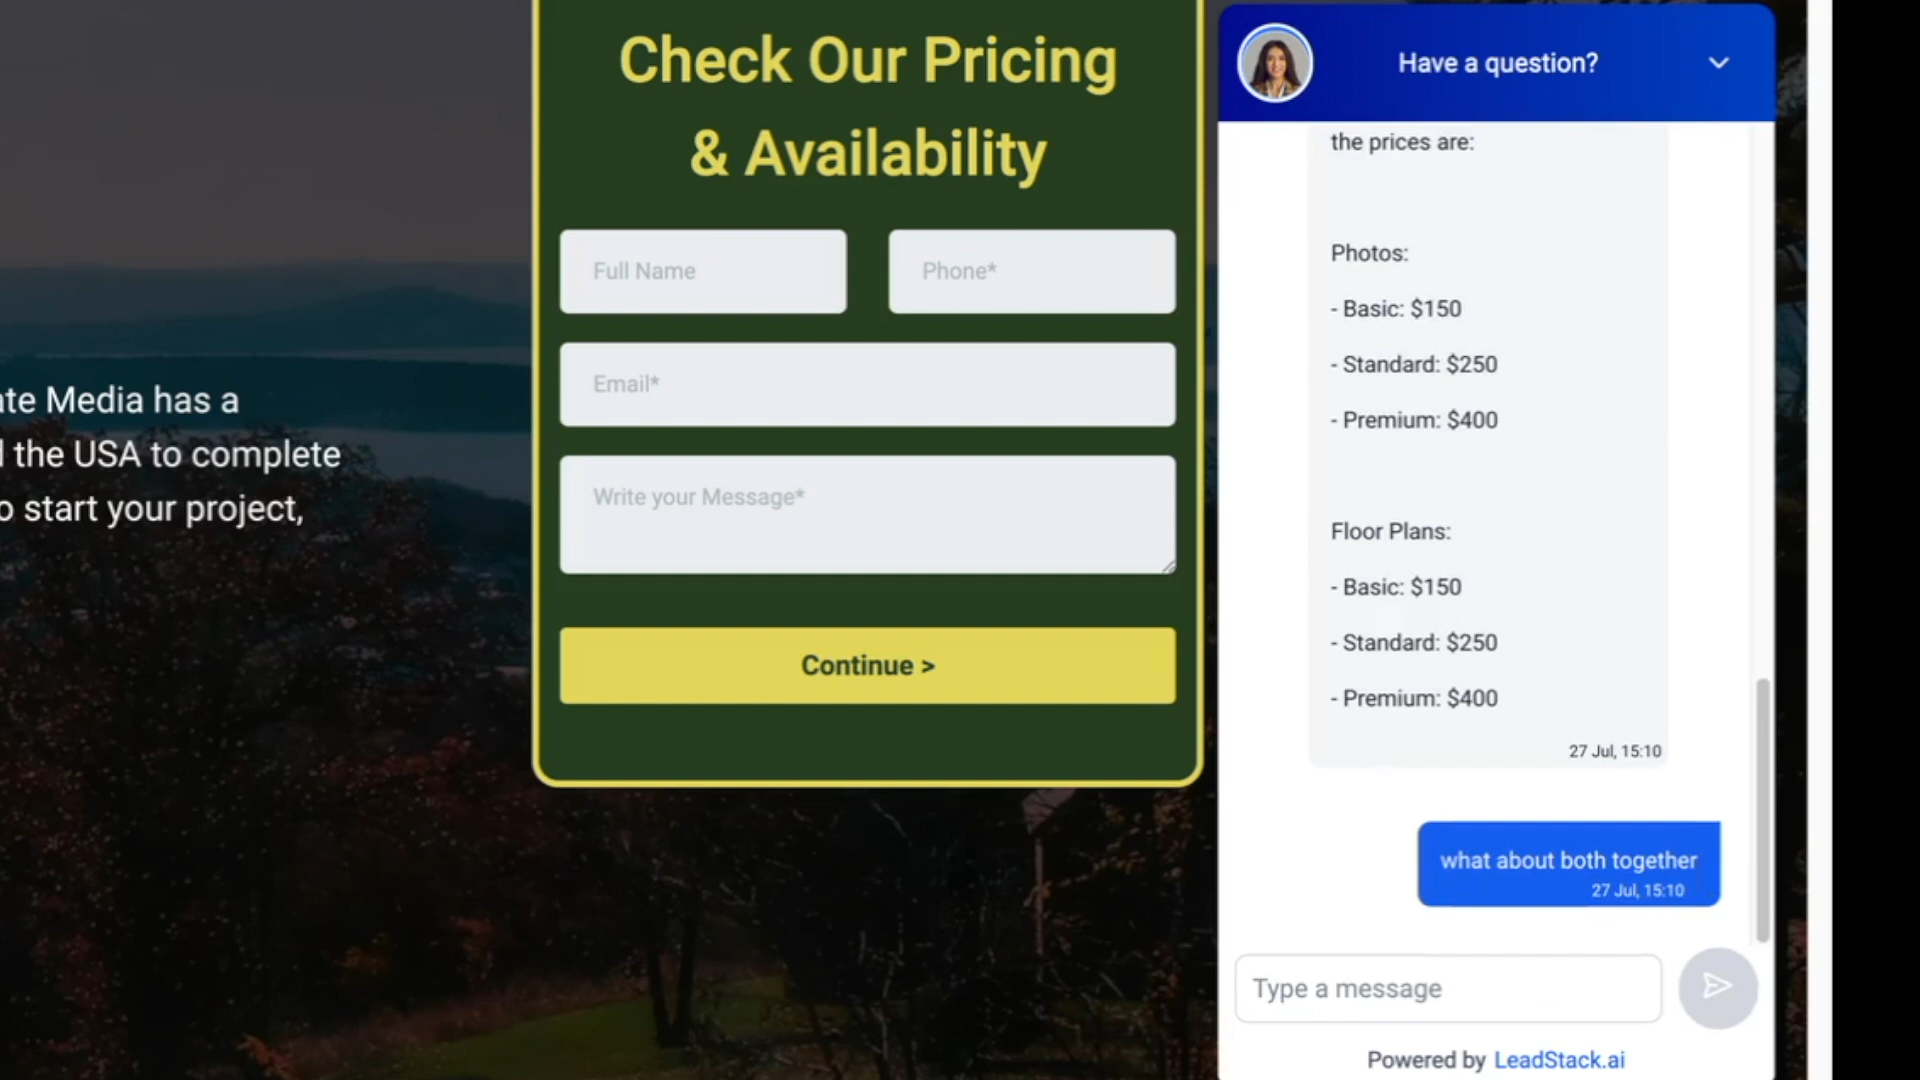 ate Media has a
the USA to complete
o start your project,
Check Our Pricing
& Availability
Full Name
Phone*
Email*
Write your Message*
Continue >
Have a question?
the prices are:
Photos:
- Basic: $150
- Standard: $250
- Premium: $400
Floor Plans:
- Basic: $150
- Standard: $250
- Premium: $400
27 Jul, 15:10
what about both together
27 Jul, 15:10
Type a message
Powered by LeadStack.ai